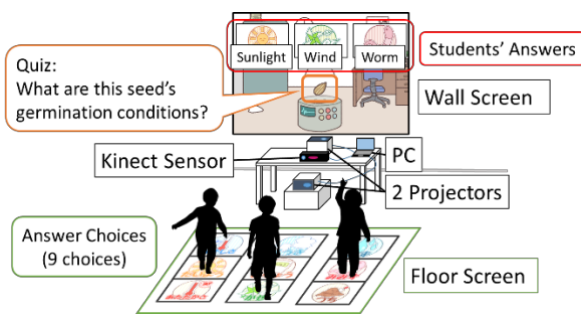 Sunlight
Wind
Worm
Students' Answers
Quiz:
What are this seed's
germination conditions?
Wall Screen
Kinect Sensor
PC
2 Projectors
Answer Choices
(9 choices)
Floor Screen